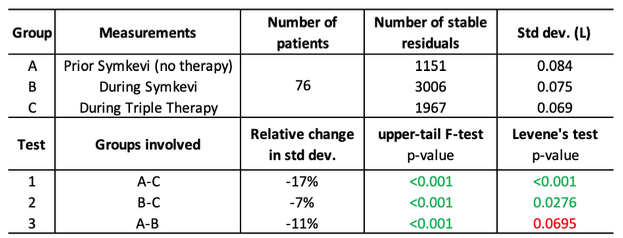 Group Measurements Number of patients Number of stable residuals Std dev. (L)
A Prior Symkevi (no therapy) 76 1151 0.084
B During Symkevi 3006 0.075
C During Triple Therapy 1967 0.069
Test Groups involved Relative change in std dev. upper-tail F-test p-value Levene's test p-value
1 A-C -17% <0.001 <0.001
2 B-C -7% <0.001 0.0276
3 A-B -11% <0.001 0.0695